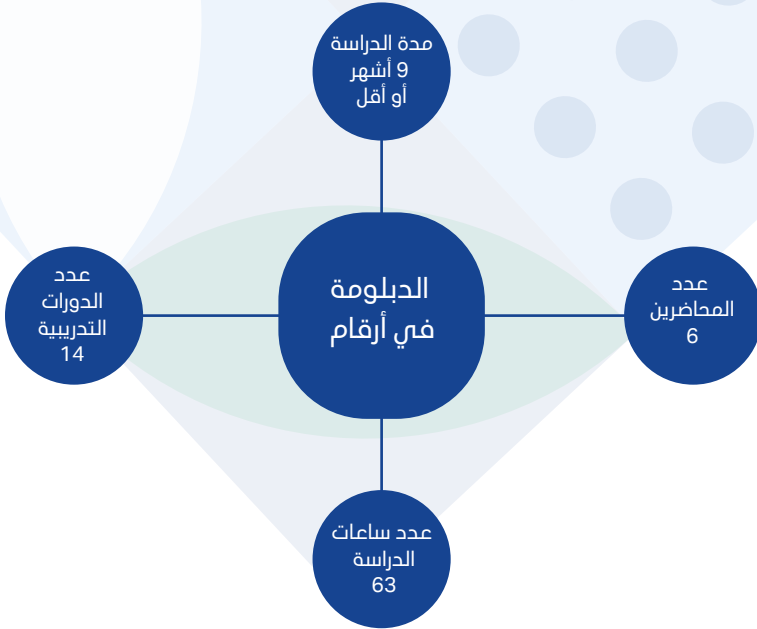 مدة الدراسة
9 أشهر
أو أقل
الدبلومة
في أرقام
عدد
المحاضرين
6
عدد
الدورات
التدريبية
14
عدد ساعات
الدراسة
63